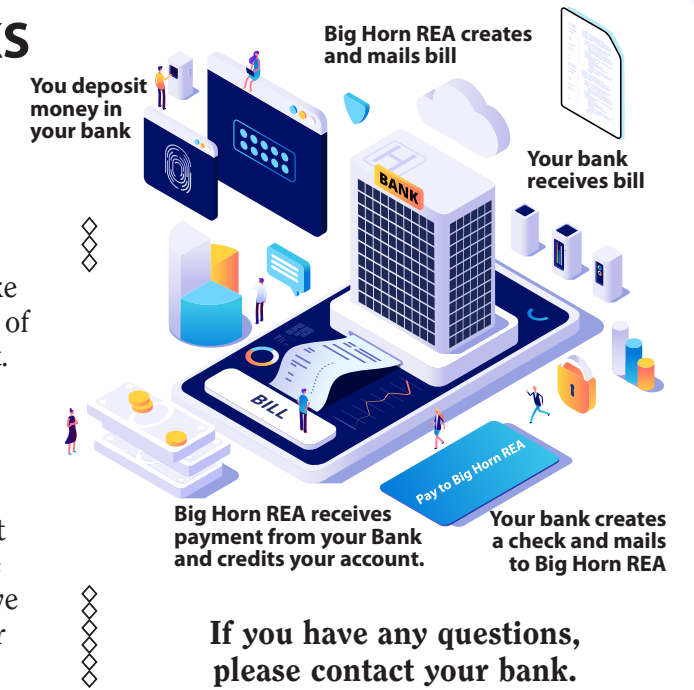 Big Horn REA creates
and mails bill
You deposit
money in
your bank
Your bank
receives bill
BANK
H
of
BILL
Pay to Big Horn REA
Big Horn REA receives
payment from your Bank
and credits your account.
Your bank creates
a check and mails
to Big Horn REA
If you have any questions,
please contact your bank.